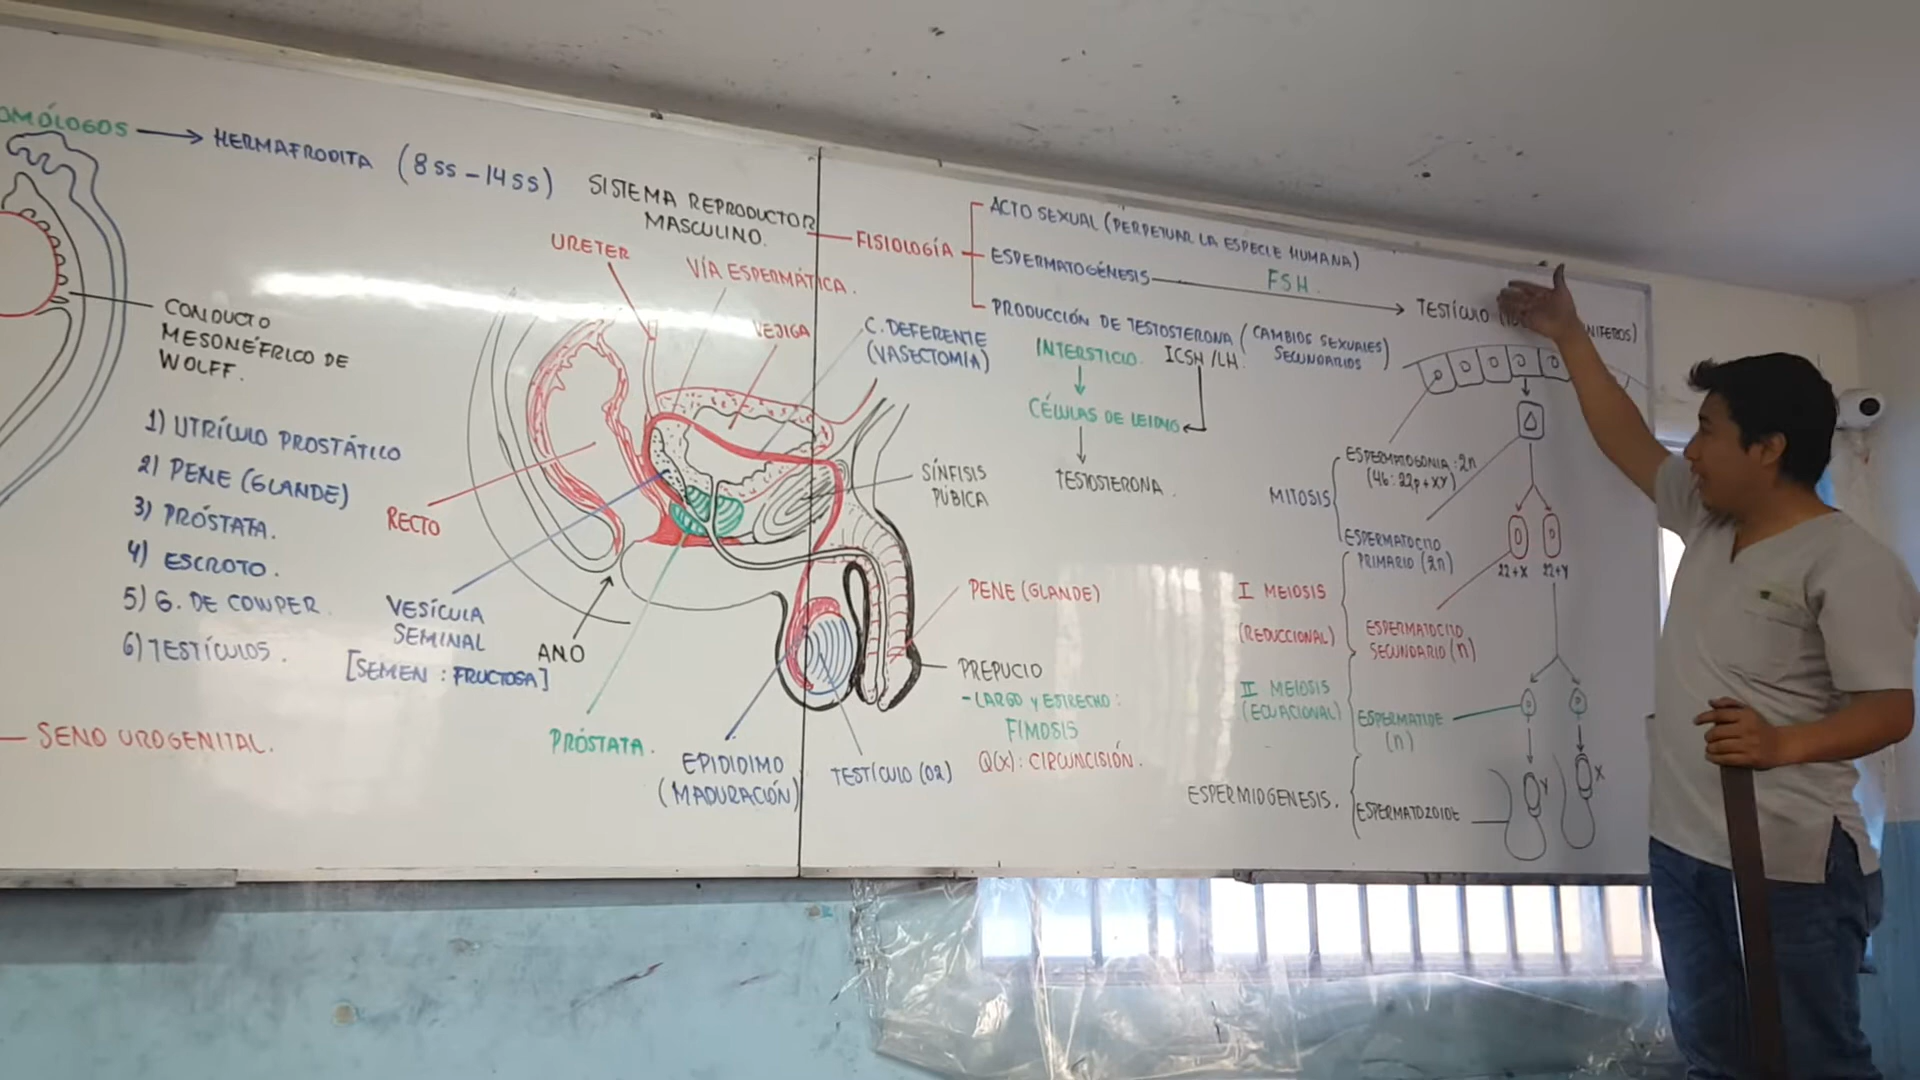 OMÓLOGOS → HERMAFRODITA (8SS-14SS)
CONDUCTO
MESONÉFRICO DE
WOLFF.
1) UTRÍCULO PROSTÁTICO
2) PENE (GLANDE)
3) PRÓSTATA.
4) ESCROTO.
5) G. DE COWPER.
6) TESTÍCULOS.
SENO UROGENITAL.
SISTEMA REPRODUCTOR
MASCULINO.
URETER
VÍA ESPERMÁTICA.
VEJIGA
C. DEFERENTE
(VASECTOMÍA)
SÍNFISIS
PÚBICA
RECTO
VESÍCULA
SEMINAL
[SEMEN : FRUCTOSA]
ANO
PRÓSTATA.
EPIDIDIMO
(MADURACIÓN)
TESTÍCULO (02)
PENE (GLANDE)
PREPUCIO
- LARGO Y ESTRECHO:
FIMOSIS
Q(X): CIRCUNCISIÓN.
FISIOLOGÍA
ACTO SEXUAL (PERPETUAR LA ESPECIE HUMANA)
ESPERMATOGÉNESIS
FSH.
TESTÍCULO
NIFEROS)
PRODUCCIÓN DE TESTOSTERONA (CAMBIOS SEXUALES
SECUNDARIOS)
INTERSTICIO. ICSH/LH.
CÉLULAS DE LEIDYG
TESTOSTERONA.
MITOSIS
ESPERMATOGONIA: 2n
(46: 22p + XY)
ESPERMATOCITO
PRIMARIO (2n)
22+X 22+Y
I MEIOSIS
(REDUCCIONAL)
ESPERMATOCITO
SECUNDARIO (n)
II MEIOSIS
(ECUACIONAL)
ESPERMATIDE
(n)
ESPERMIOGENESIS.
ESPERMATOZOIDE
Y
X